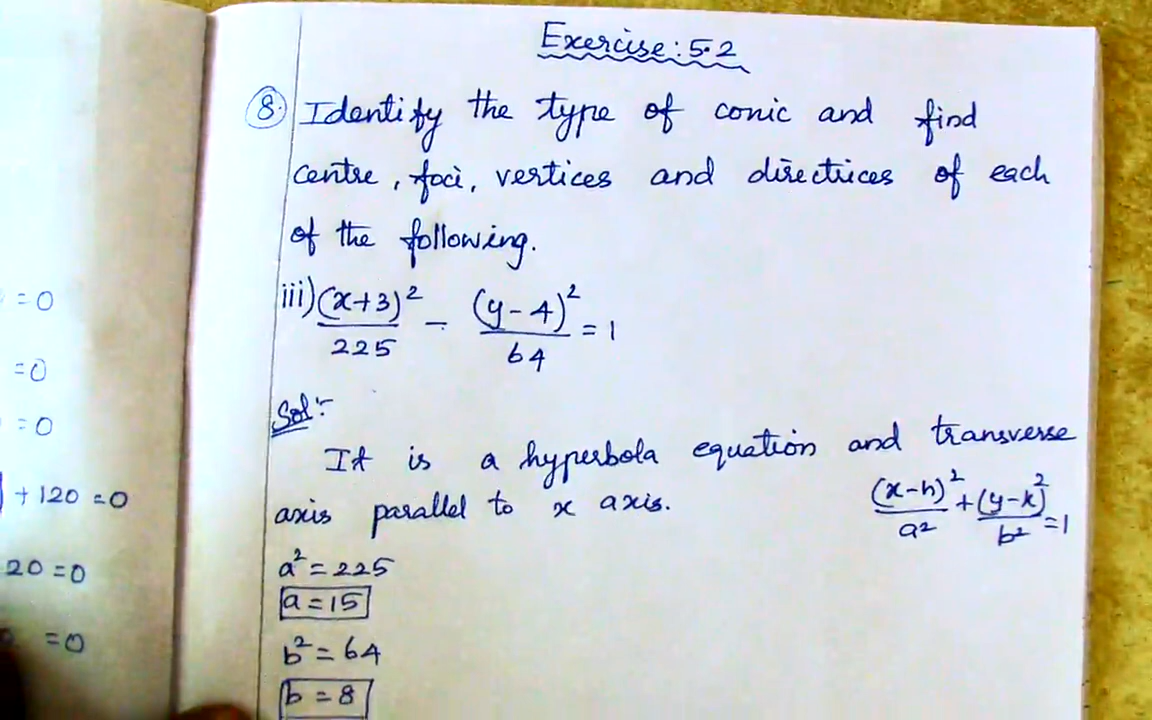 Exercise: 5.2
8. Identify the type of conic and find
centre, foci, vertices and directrices of each
of the following.
iii) (x+3)²/225 - (y-4)²/64 = 1
Sol:-
It is a hyperbola equation and transverse
axis parallel to x axis.
(x-h)²/a² + (y-k)²/b² = 1
a² = 225
a = 15
b² = 64
b = 8
= 0
= 0
= 0
+ 120 = 0
20 = 0
= 0